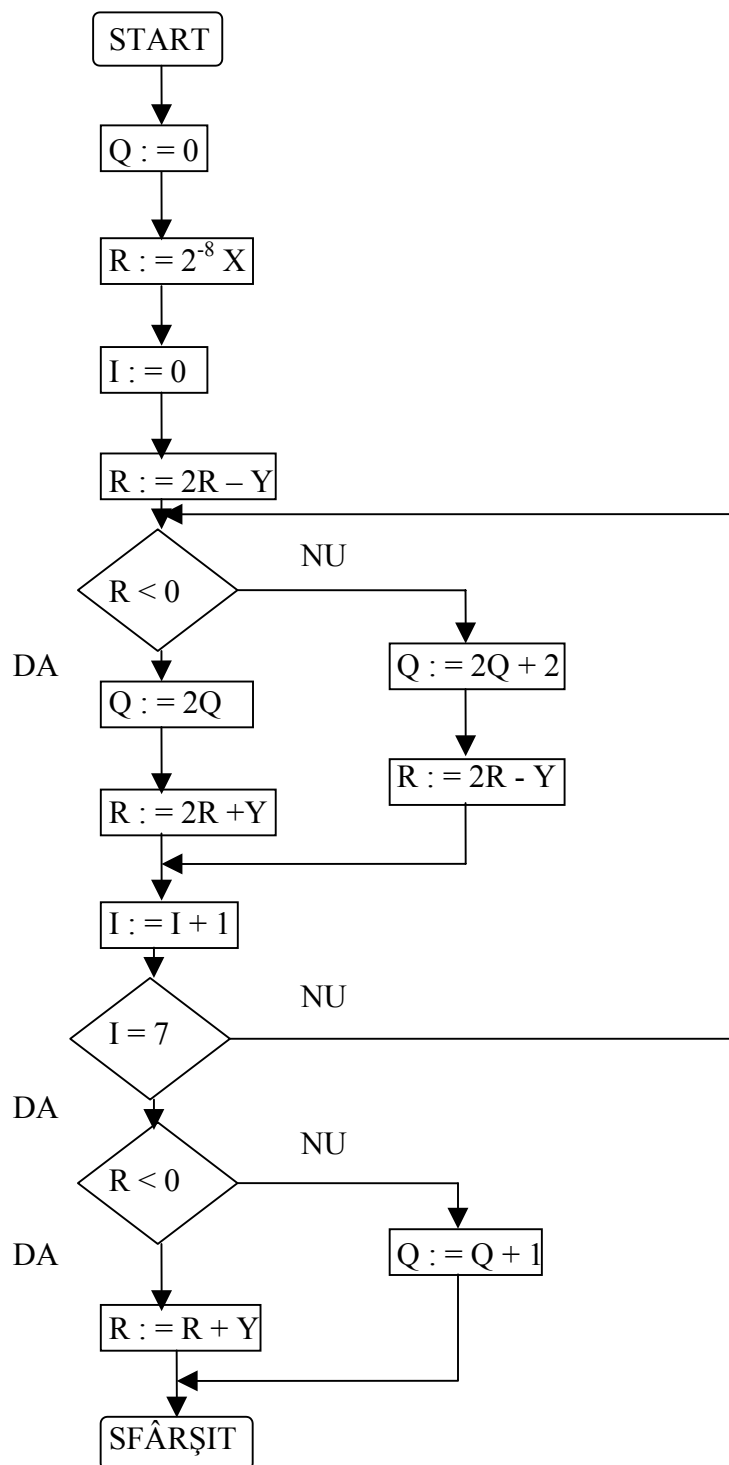 START
Q : = 0
R : = 2⁻⁸ X
I : = 0
R : = 2R – Y
R < 0
NU
DA
Q : = 2Q + 2
Q : = 2Q
R : = 2R - Y
R : = 2R +Y
I : = I + 1
I = 7
NU
DA
R < 0
NU
DA
Q : = Q + 1
R : = R + Y
SFÂRŞIT